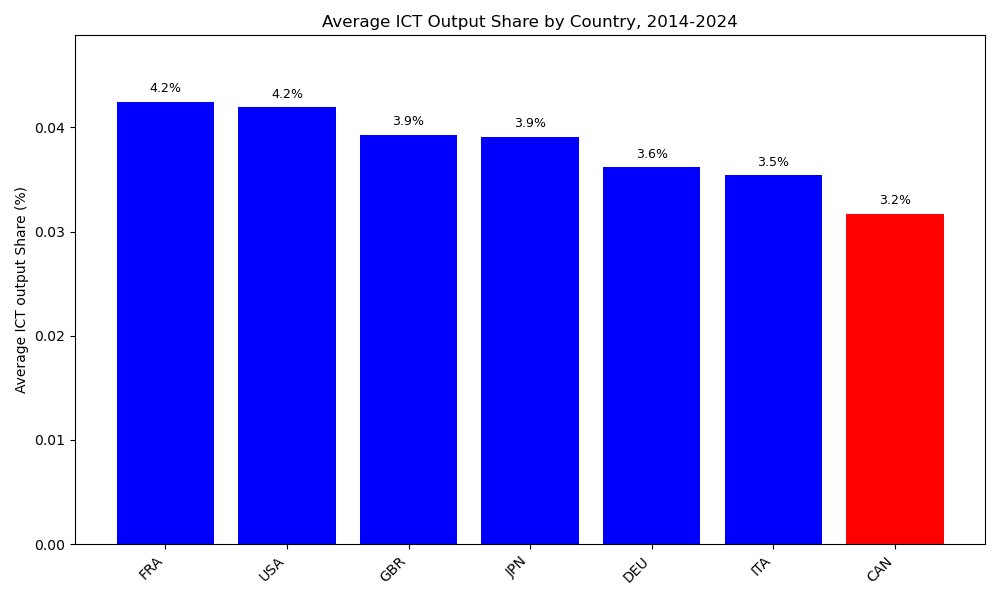 Average ICT Output Share by Country, 2014-2024
Average ICT output Share (%)
0.04
0.03
0.02
0.01
0.00
4.2%
4.2%
3.9%
3.9%
3.6%
3.5%
3.2%
FRA
USA
GBR
JPN
DEU
ITA
CAN